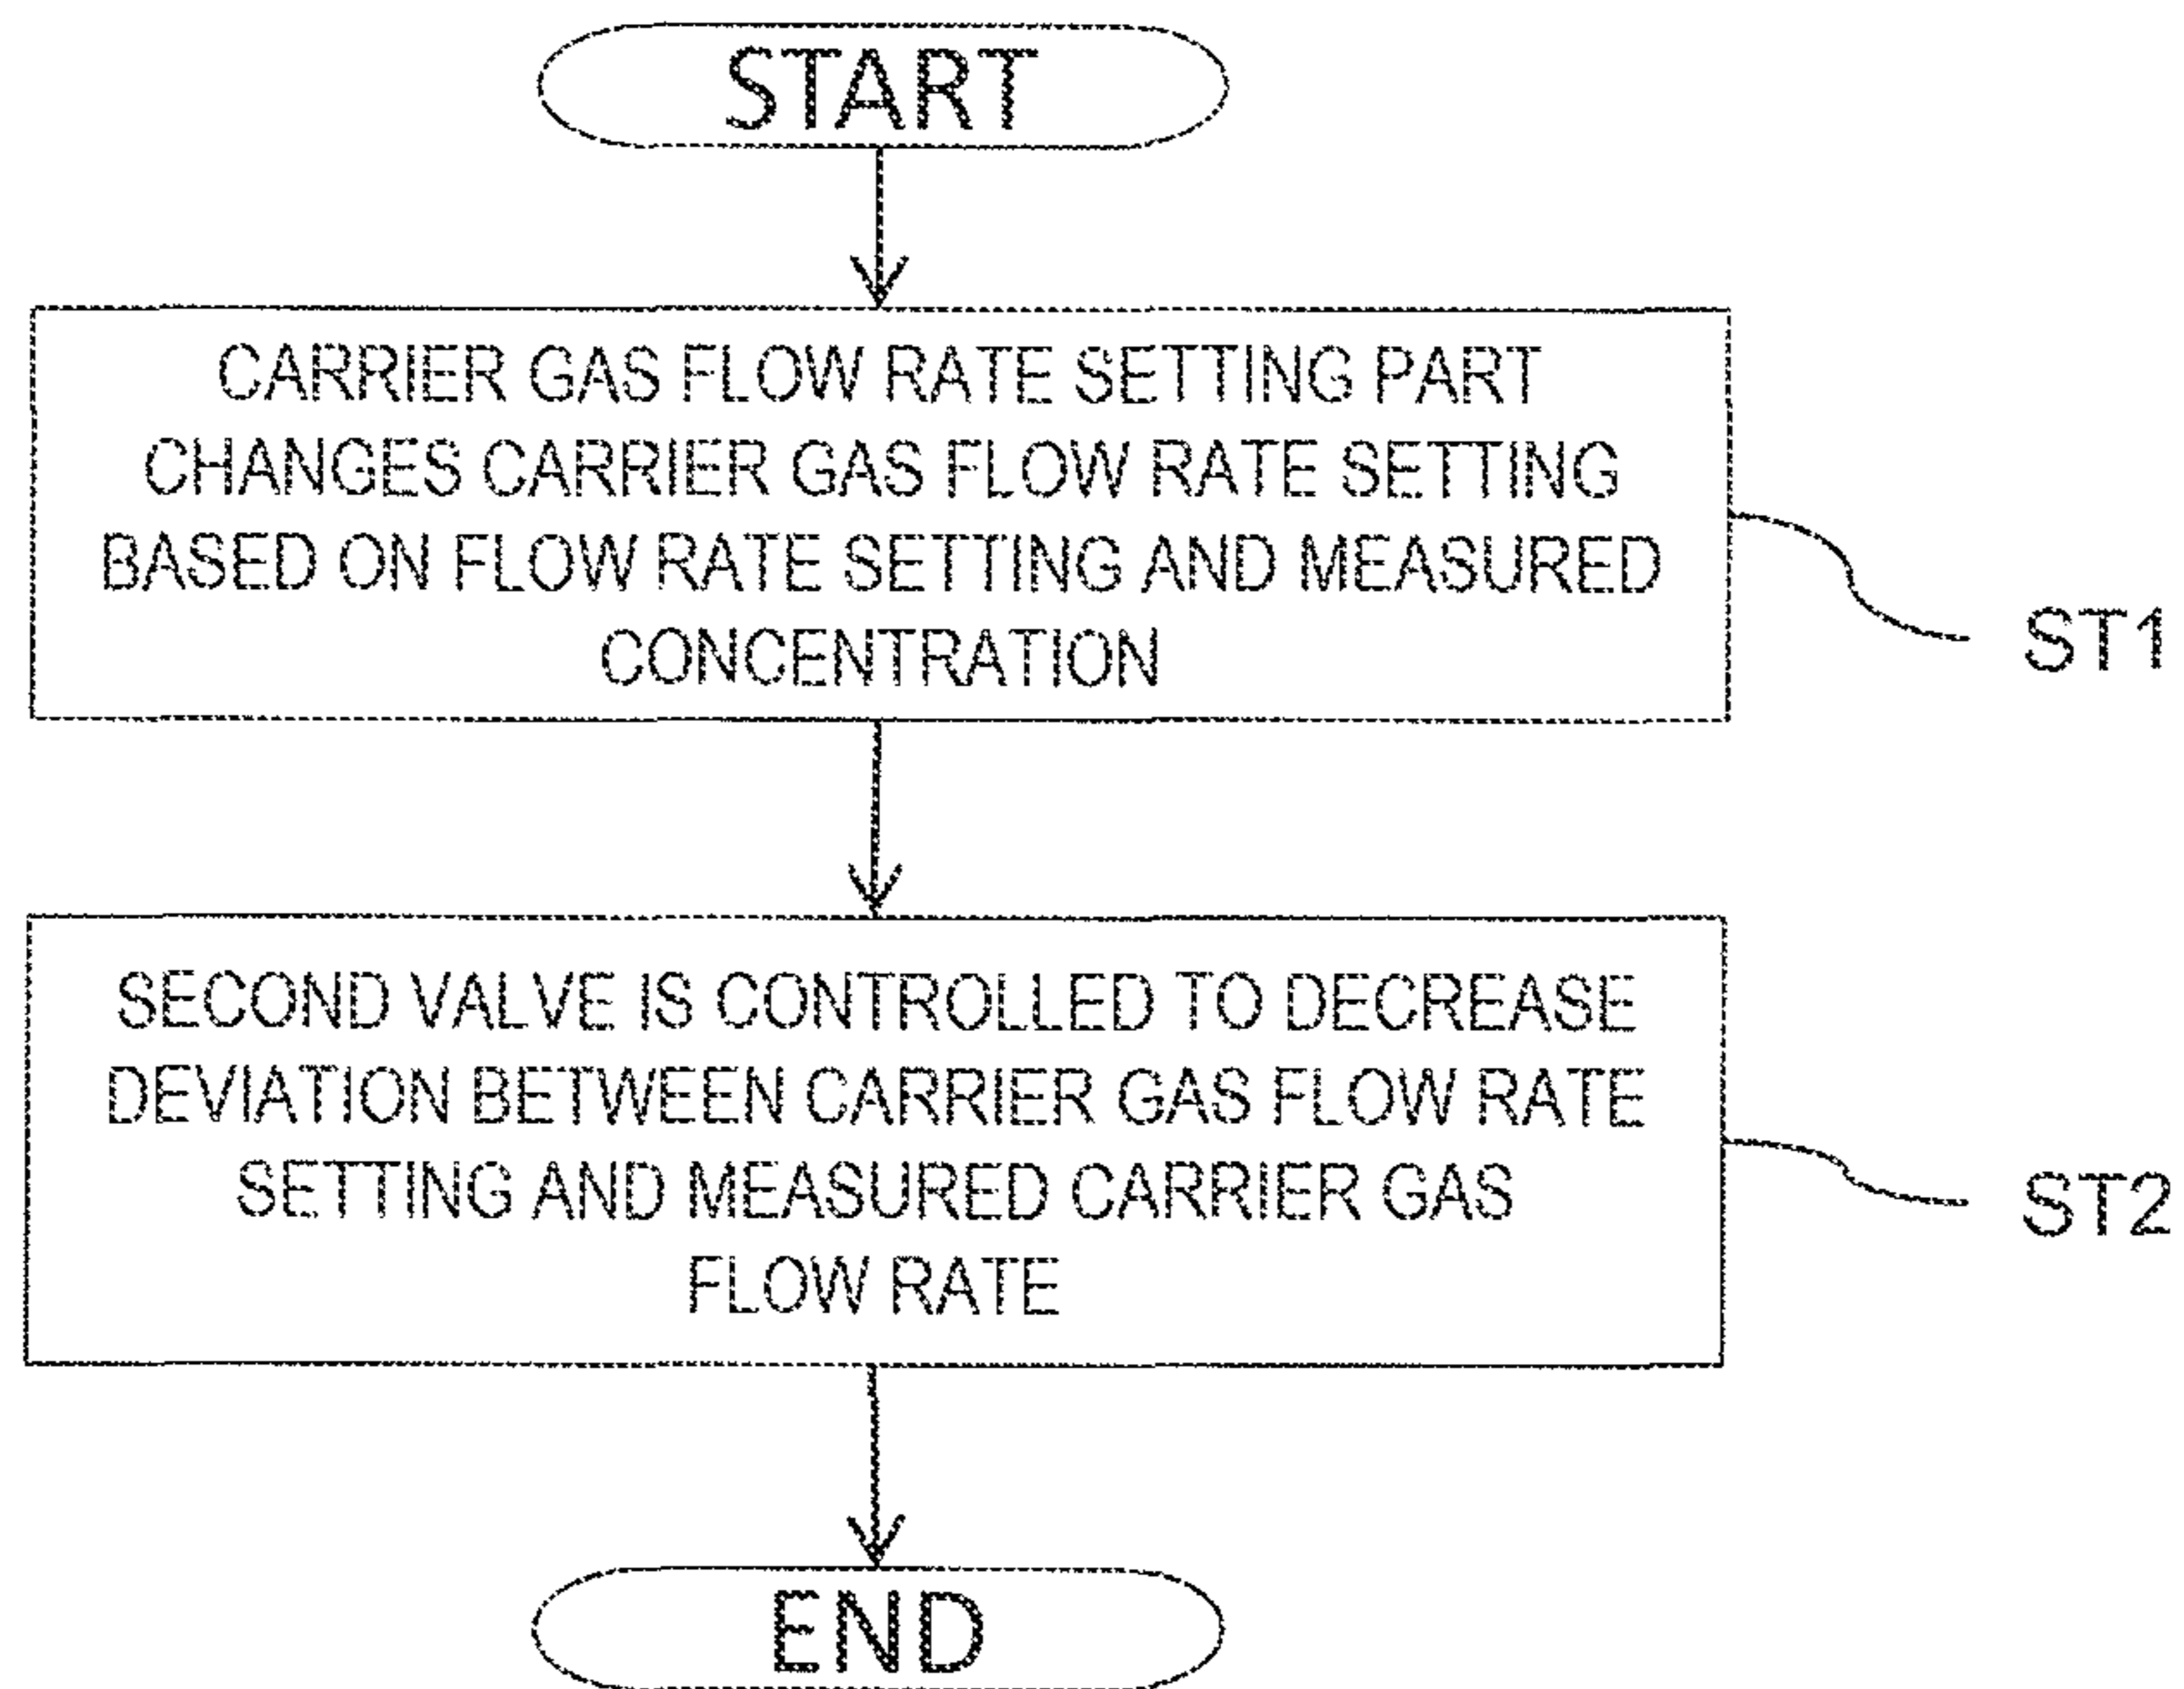 START
CARRIER GAS FLOW RATE SETTING PART
CHANGES CARRIER GAS FLOW RATE SETTING
BASED ON FLOW RATE SETTING AND MEASURED
CONCENTRATION
ST1
SECOND VALVE IS CONTROLLED TO DECREASE
DEVIATION BETWEEN CARRIER GAS FLOW RATE
SETTING AND MEASURED CARRIER GAS
FLOW RATE
ST2
END